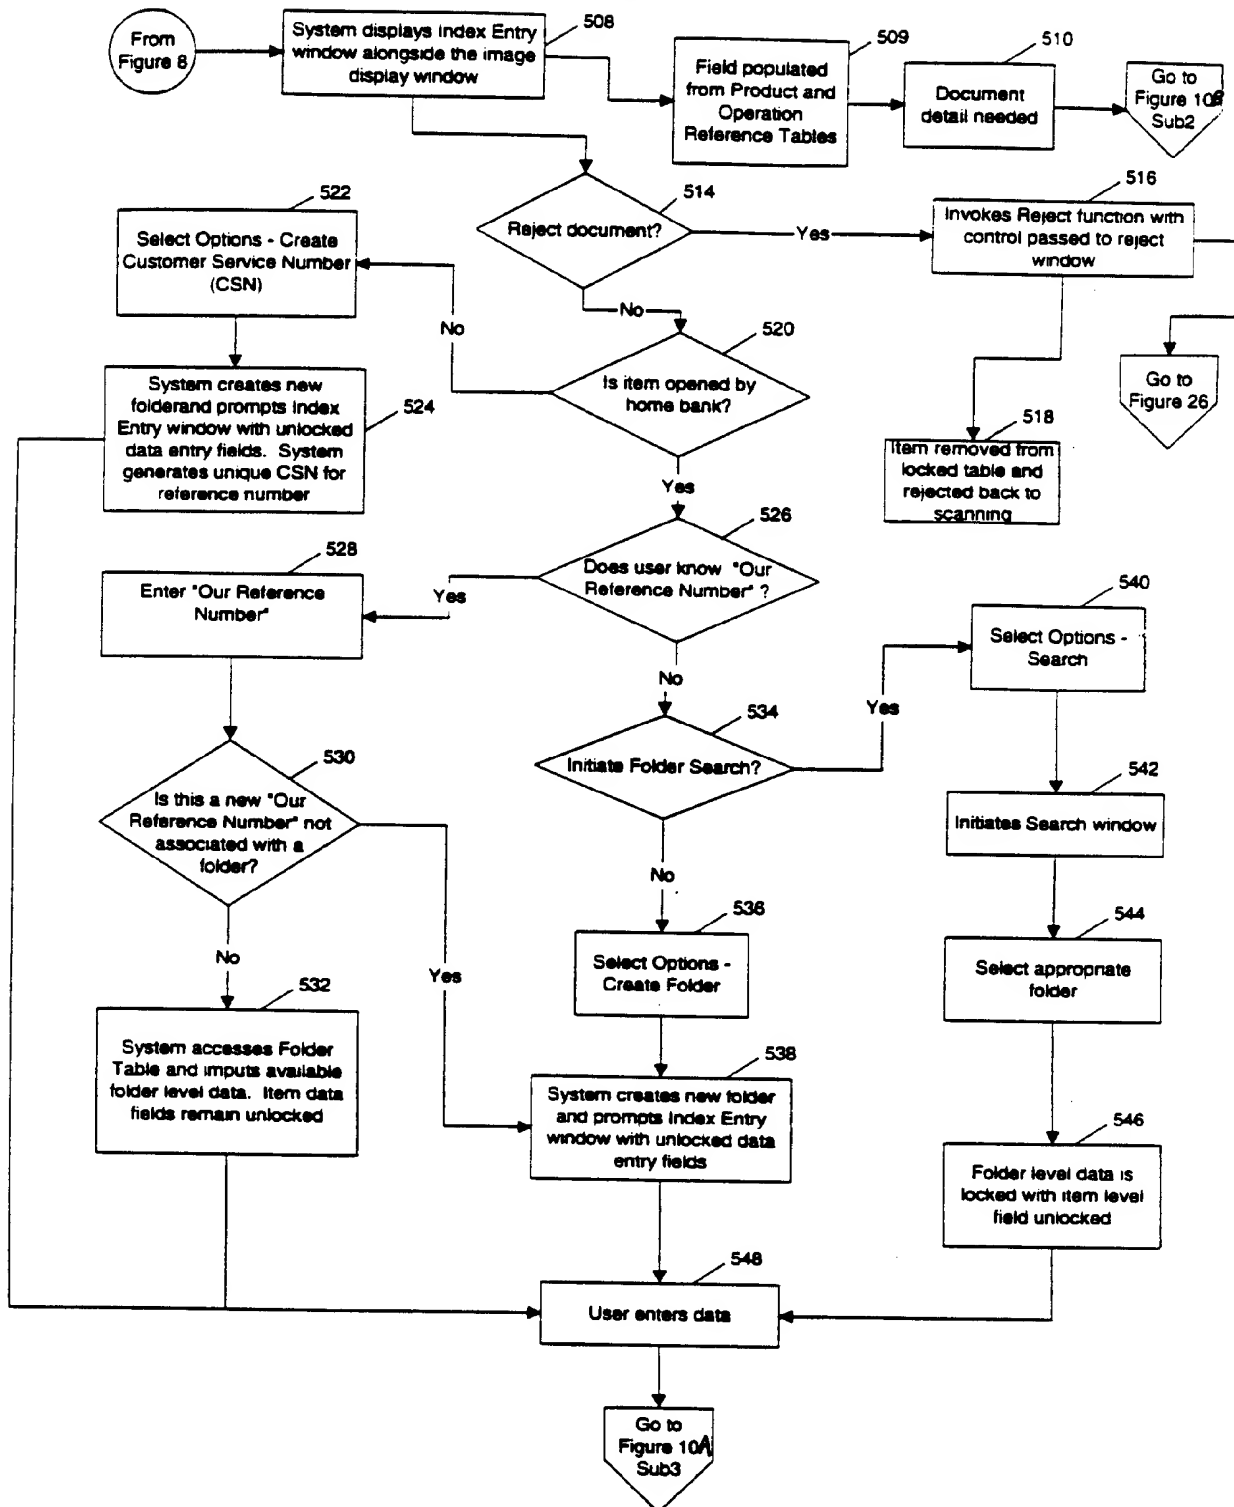 From
Figure 8
System displays Index Entry
window alongside the image
display window
508
Field populated
from Product and
Operation
Reference Tables
509
Document
detail needed
510
Go to
Figure 10B
Sub2
Reject document?
514
Yes
Invokes Reject function with
control passed to reject
window
516
522
Select Options - Create
Customer Service Number
(CSN)
No
No
520
Is item opened by
home bank?
Go to
Figure 26
518
Item removed from
locked table and
rejected back to
scanning
System creates new
folderand prompts Index
Entry window with unlocked
data entry fields. System
generates unique CSN for
reference number
524
Yes
526
Does user know "Our
Reference Number" ?
528
Enter "Our Reference
Number"
Yes
540
Select Options -
Search
No
534
Initiate Folder Search?
Yes
530
Is this a new "Our
Reference Number" not
associated with a
folder?
542
Initiates Search window
No
No
Yes
536
Select Options -
Create Folder
544
Select appropriate
folder
532
System accesses Folder
Table and imputs available
folder level data. Item data
fields remain unlocked
538
System creates new folder
and prompts Index Entry
window with unlocked data
entry fields
546
Folder level data is
locked with item level
field unlocked
548
User enters data
Go to
Figure 10A
Sub3